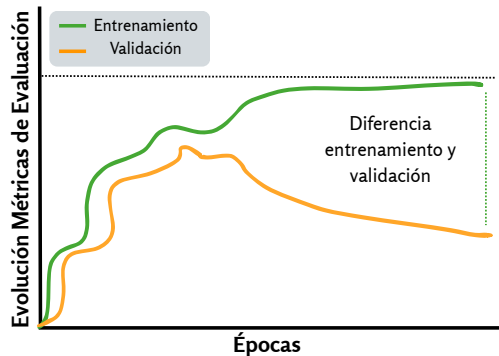 Entrenamiento
Validación
Evolución Métricas de Evaluación
Diferencia
entrenamiento y
validación
Épocas